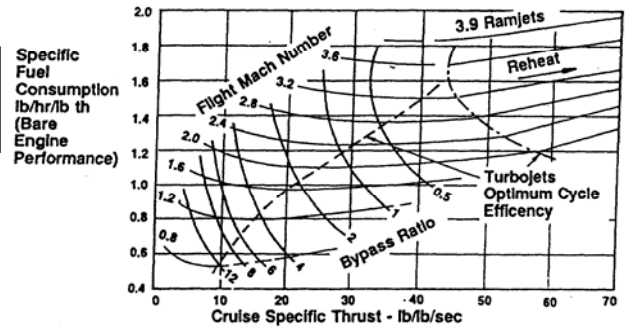 Specific
Fuel
Consumption
lb/hr/lb th
(Bare
Engine
Performance)
2.0
1.8
1.6
1.4
1.2
1.0
0.8
0.6
0.4
Flight Mach Number
3.9 Ramjets
3.6
3.2
2.8
2.4
2.0
1.6
1.2
0.8
Reheat
Turbojets
Optimum Cycle
Efficency
0.5
1
2
4
6
8
12
Bypass Ratio
0 10 20 30 40 50 60 70
Cruise Specific Thrust - lb/lb/sec